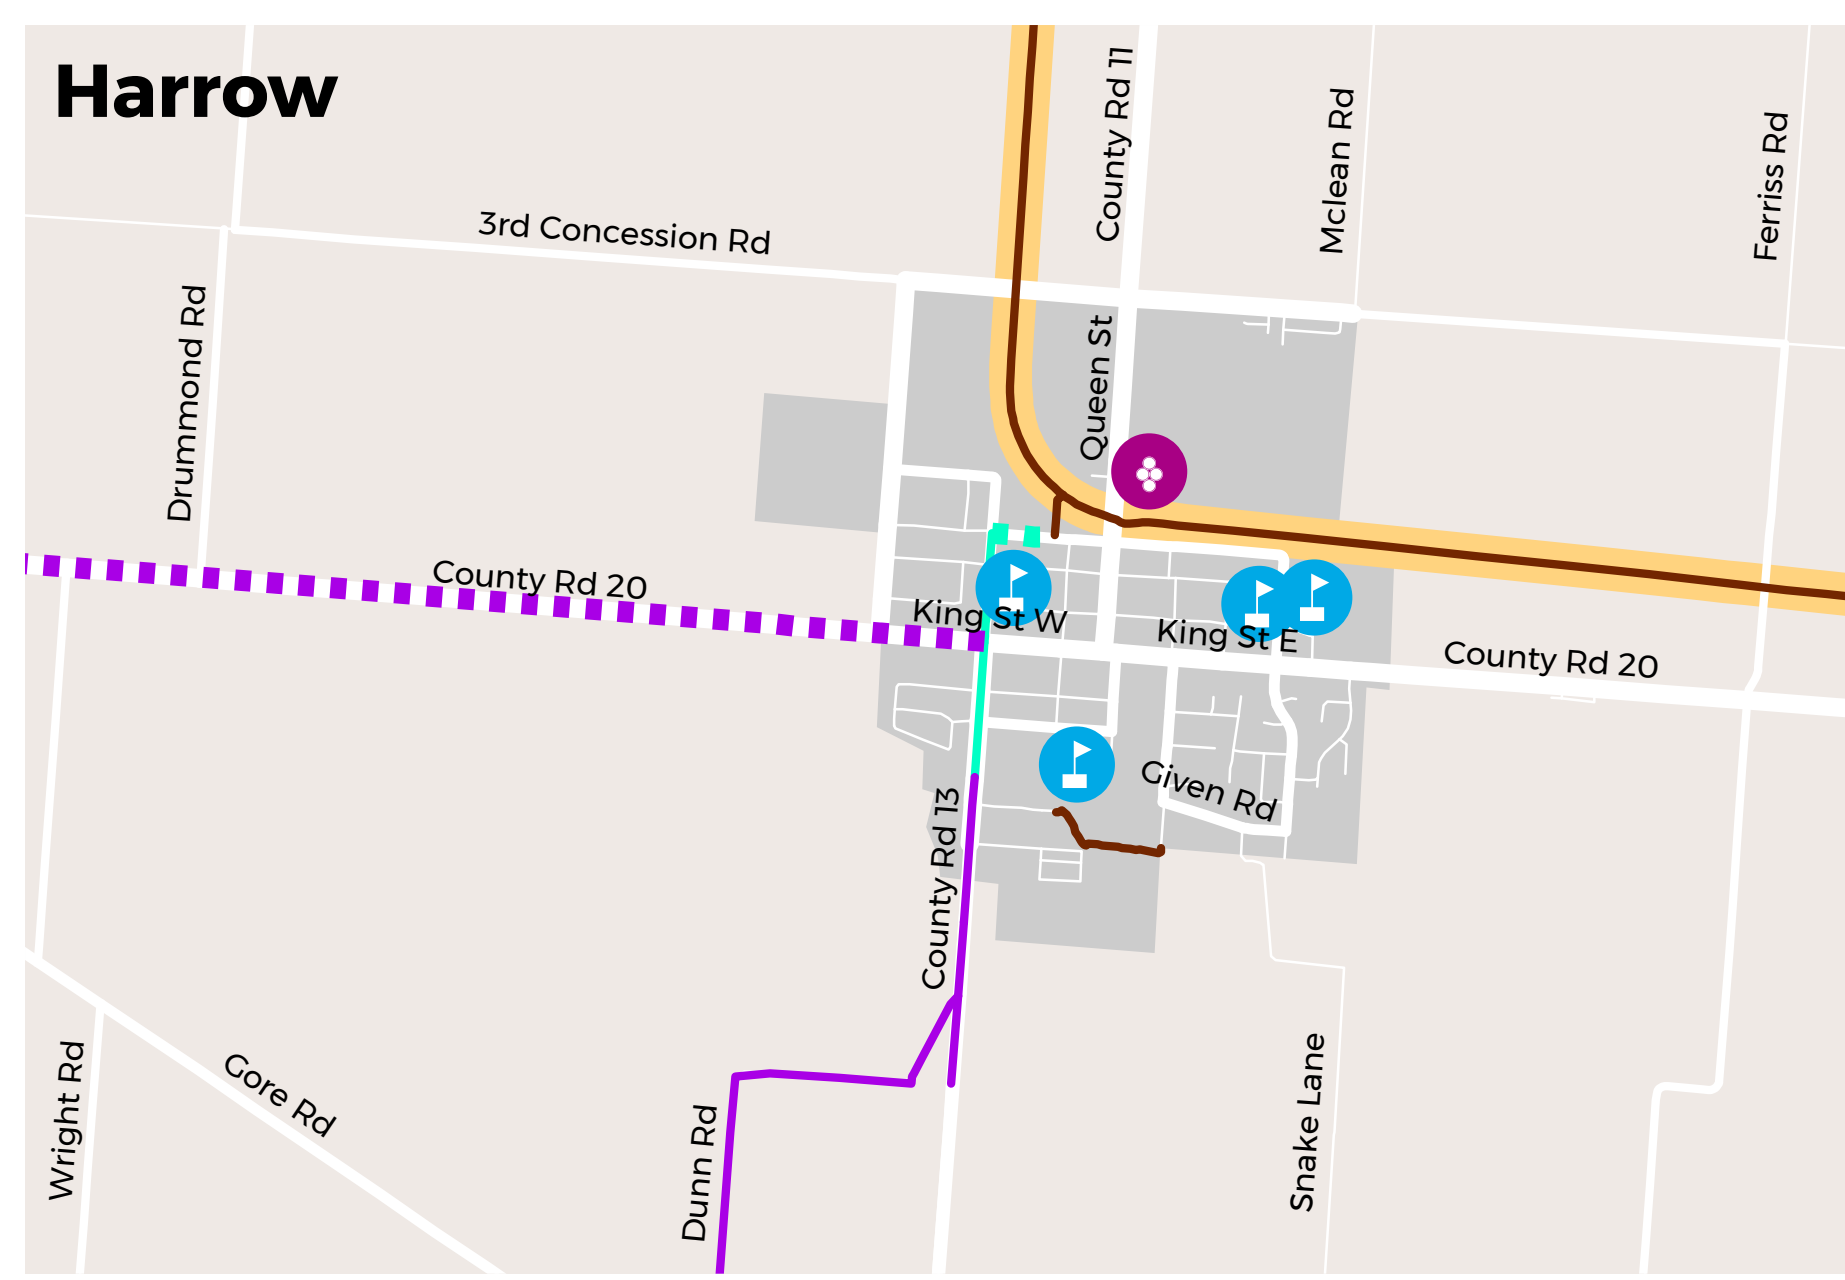 Harrow
County Rd 11
Mclean Rd
Ferriss Rd
3rd Concession Rd
Drummond Rd
Queen St
County Rd 20
King St W
King St E
County Rd 20
Given Rd
County Rd 13
Wright Rd
Gore Rd
Dunn Rd
Snake Lane